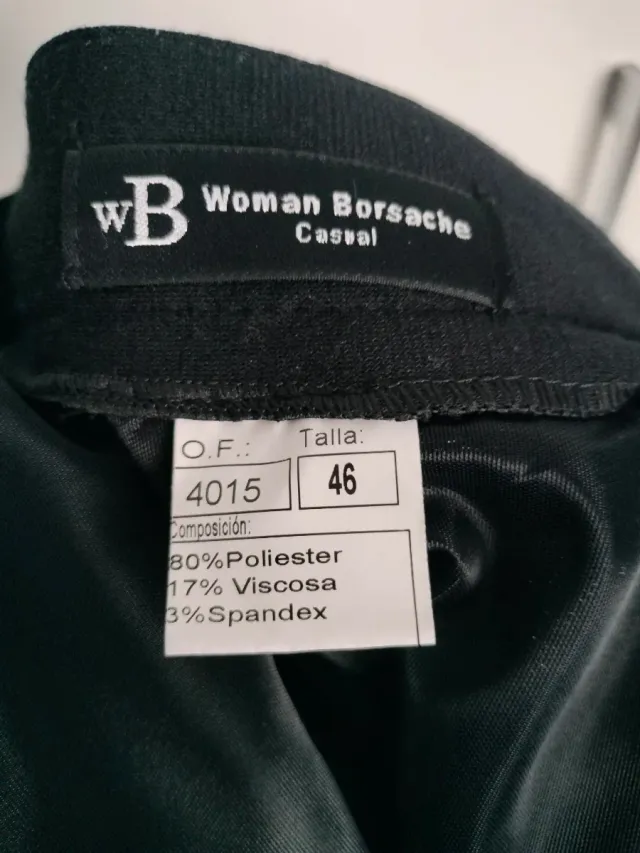 WB Woman Borsache
Casual
O.F.: Talla:
4015 46
Composición:
80%Poliester
17% Viscosa
3%Spandex